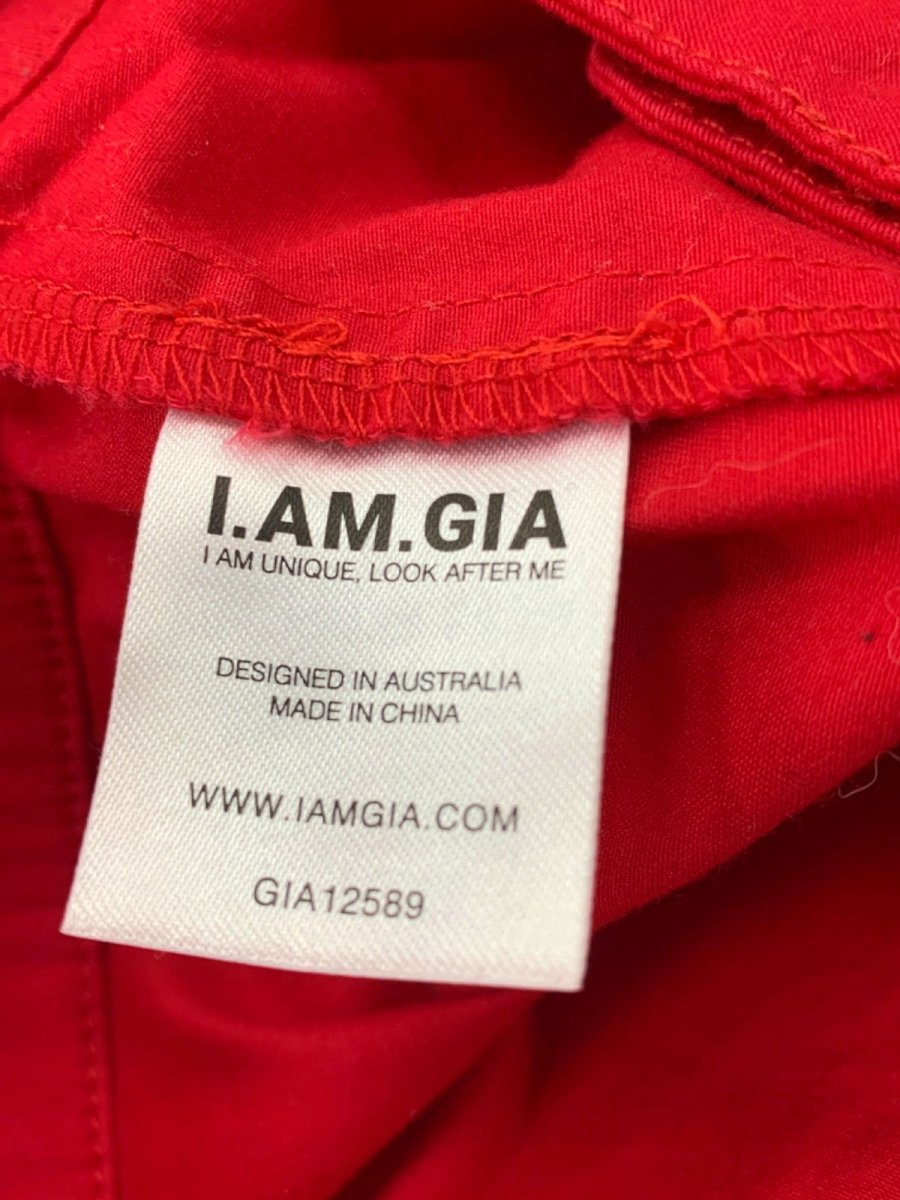 I.AM.GIA
I AM UNIQUE, LOOK AFTER ME
DESIGNED IN AUSTRALIA
MADE IN CHINA
WWW.IAMGIA.COM
GIA12589